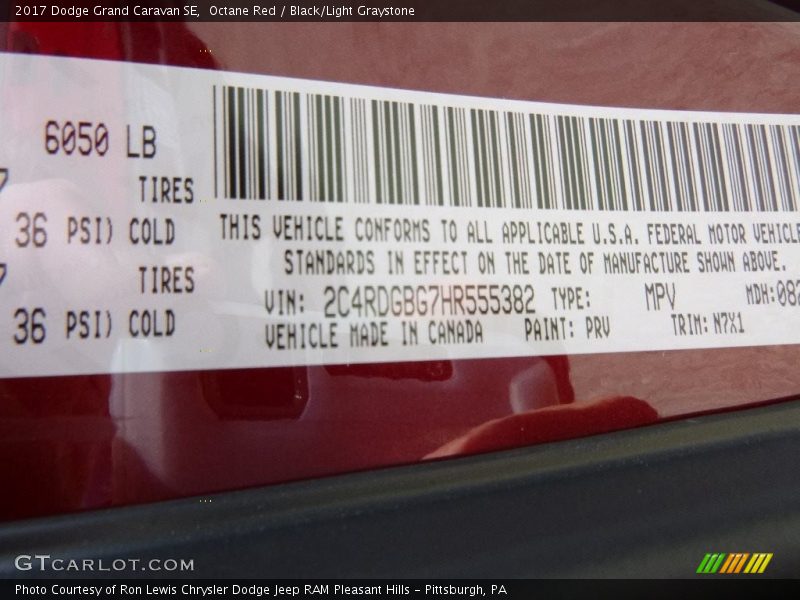 2017 Dodge Grand Caravan SE,  Octane Red / Black/Light Graystone
6050 LB
TIRES
36 PSI) COLD
THIS VEHICLE CONFORMS TO ALL APPLICABLE U.S.A. FEDERAL MOTOR VEHICLE
STANDARDS IN EFFECT ON THE DATE OF MANUFACTURE SHOWN ABOVE.
7 TIRES
VIN: 2C4RDGBG7HR555382 TYPE: MPV MDH:082
36 PSI) COLD
VEHICLE MADE IN CANADA PAINT: PRV TRIM: N7X1
GTCARLOT.COM
Photo Courtesy of Ron Lewis Chrysler Dodge Jeep RAM Pleasant Hills – Pittsburgh, PA